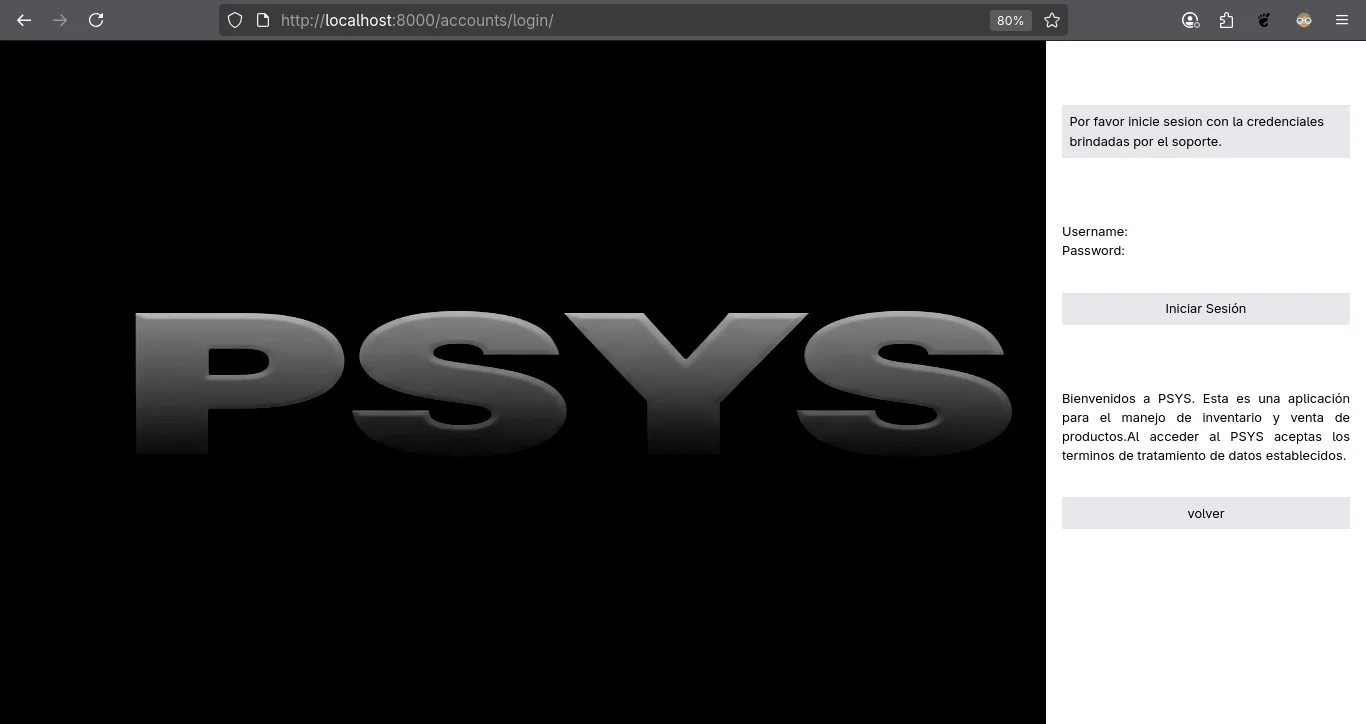 http://localhost:8000/accounts/login/
80%
PSYS
Por favor inicie sesion con la credenciales
brindadas por el soporte.
Username:
Password:
Iniciar Sesión
Bienvenidos a PSYS. Esta es una aplicación
para el manejo de inventario y venta de
productos.Al acceder al PSYS aceptas los
terminos de tratamiento de datos establecidos.
volver